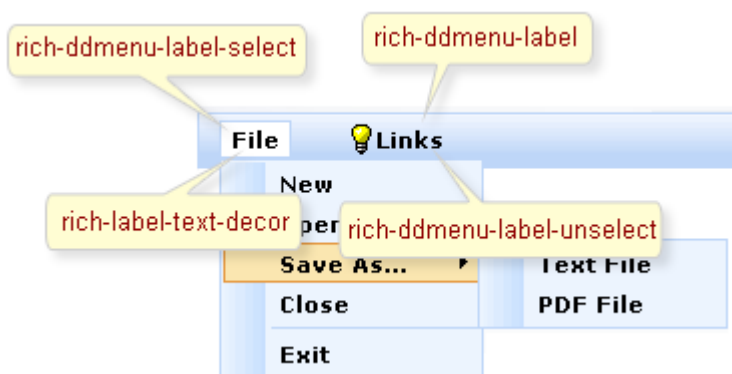 rich-ddmenu-label-select
rich-ddmenu-label
File
Links
New
rich-label-text-decor
rich-ddmenu-label-unselect
Save As...
Text File
Close
PDF File
Exit